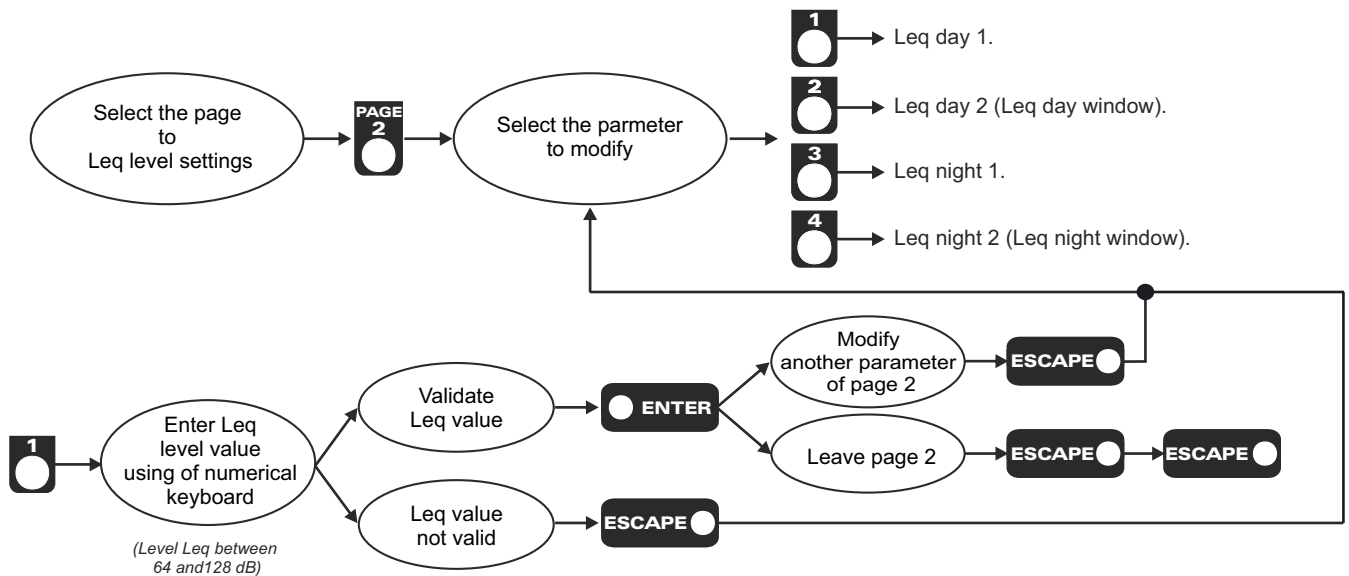 1
Leq day 1.
Select the page
to
Leq level settings
PAGE
2
Select the parmeter
to modify
2
Leq day 2 (Leq day window).
3
Leq night 1.
4
Leq night 2 (Leq night window).
1
Enter Leq
level value
using of numerical
keyboard
(Level Leq between
64 and128 dB)
Validate
Leq value
ENTER
Modify
another parameter
of page 2
ESCAPE
Leave page 2
ESCAPE
ESCAPE
Leq value
not valid
ESCAPE